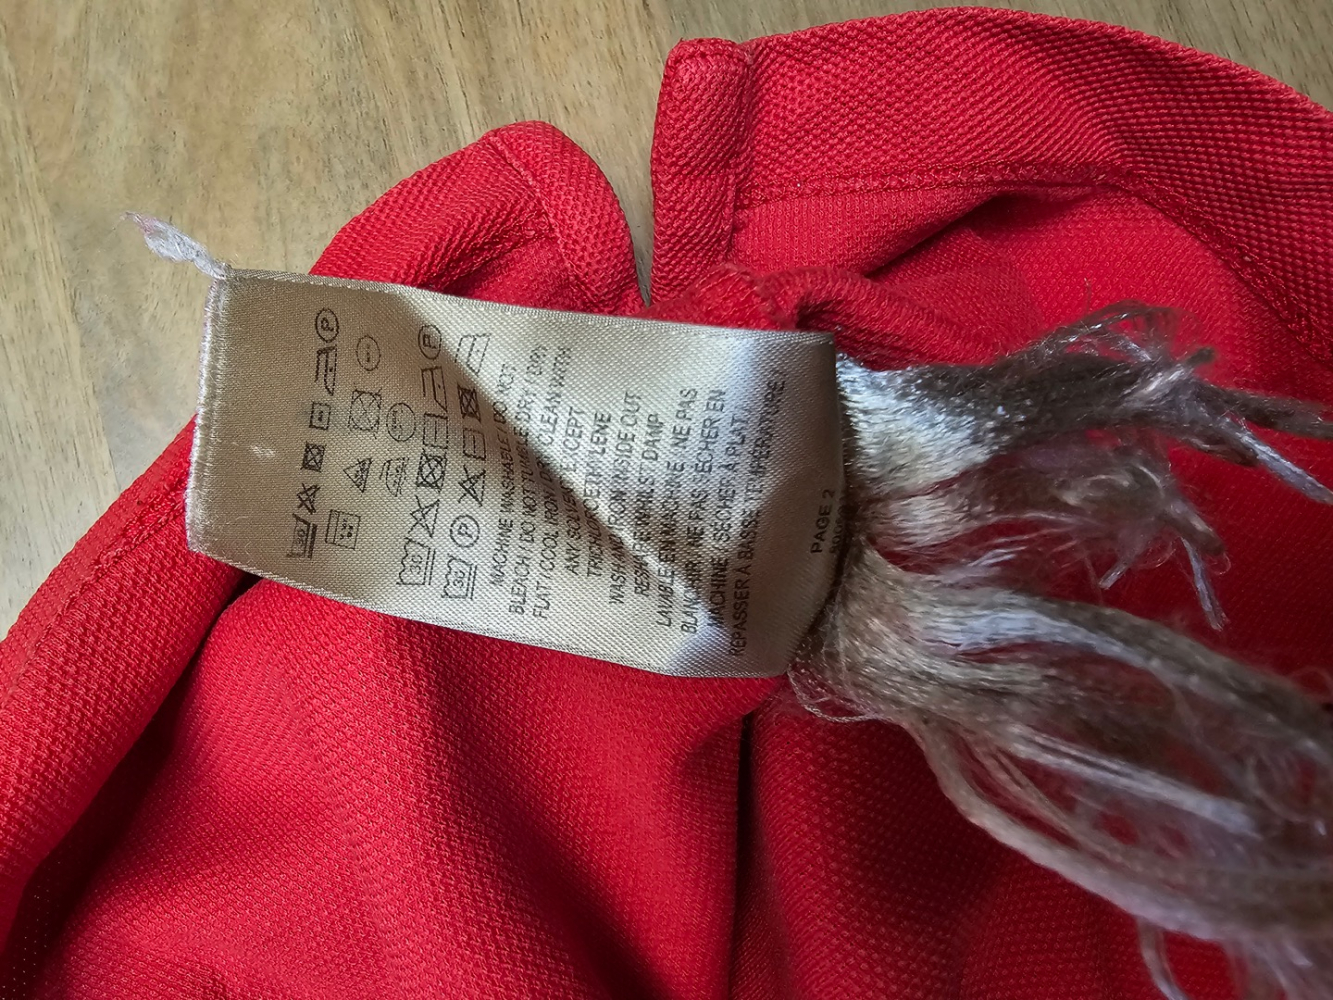 MACHINE WASHABLE / DO NOT
BLEACH / DO NOT TUMBLE DRY / DRY
FLAT / COOL IRON, DRY CLEAN WITH
ANY SOLVENT EXCEPT
TRICHLOROETHYLENE
WASH AND IRON INSIDE OUT
RESHAPE WHILST DAMP
LAVABLE EN MACHINE / NE PAS
BLANCHIR / NE PAS SÉCHER EN
MACHINE / SÉCHER À PLAT /
REPASSER À BASSE TEMPÉRATURE /
PAGE 2